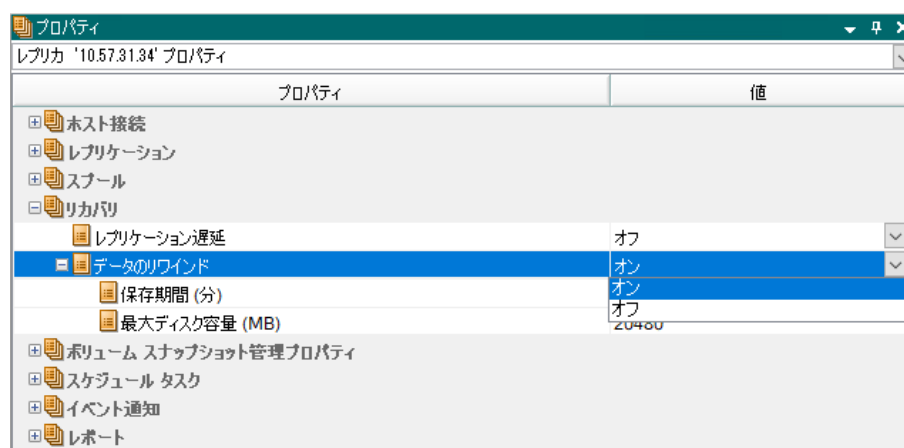 プロパティ
レプリカ '10.57.31.34' プロパティ
プロパティ 値
ホスト接続
レプリケーション
スプール
リカバリ
レプリケーション遅延 オフ
データのリワインド オン
保存期間 (分) オン
オフ
最大ディスク容量 (MB) 20480
ボリューム スナップショット管理プロパティ
スケジュール タスク
イベント通知
レポート